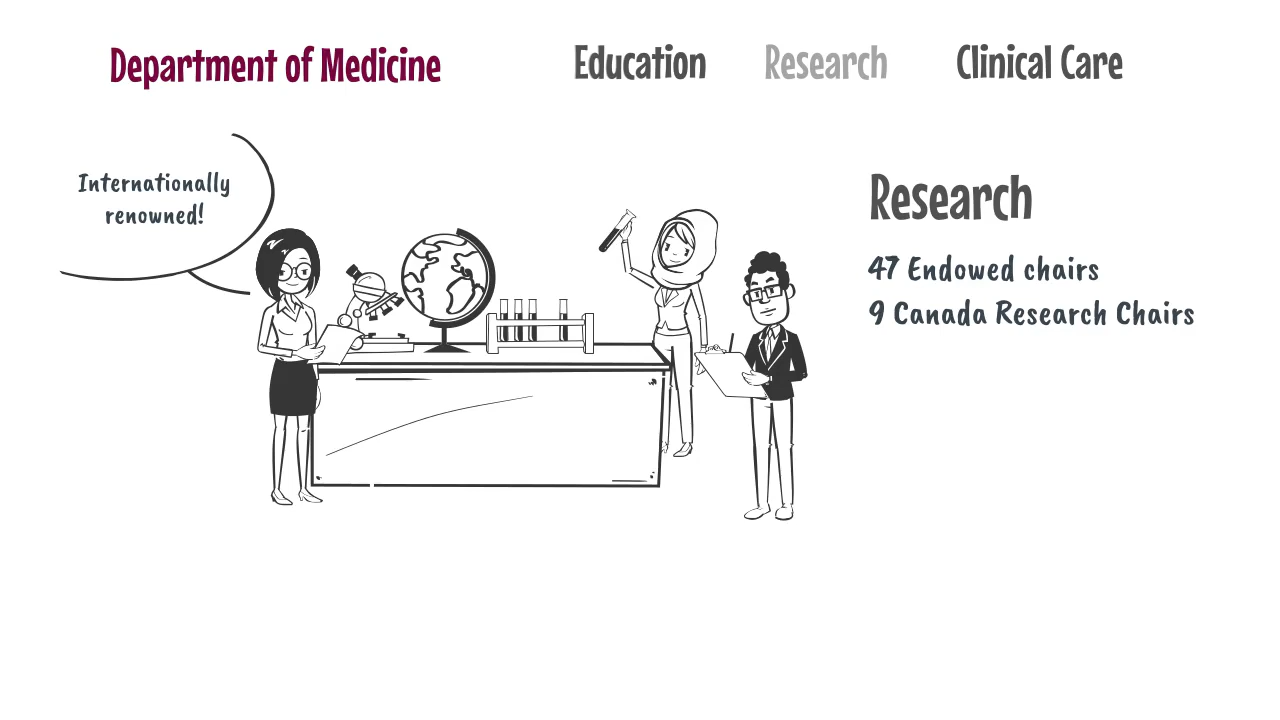 Department of Medicine
Education
Research
Clinical Care
Internationally
renowned!
Research
47 Endowed chairs
9 Canada Research Chairs